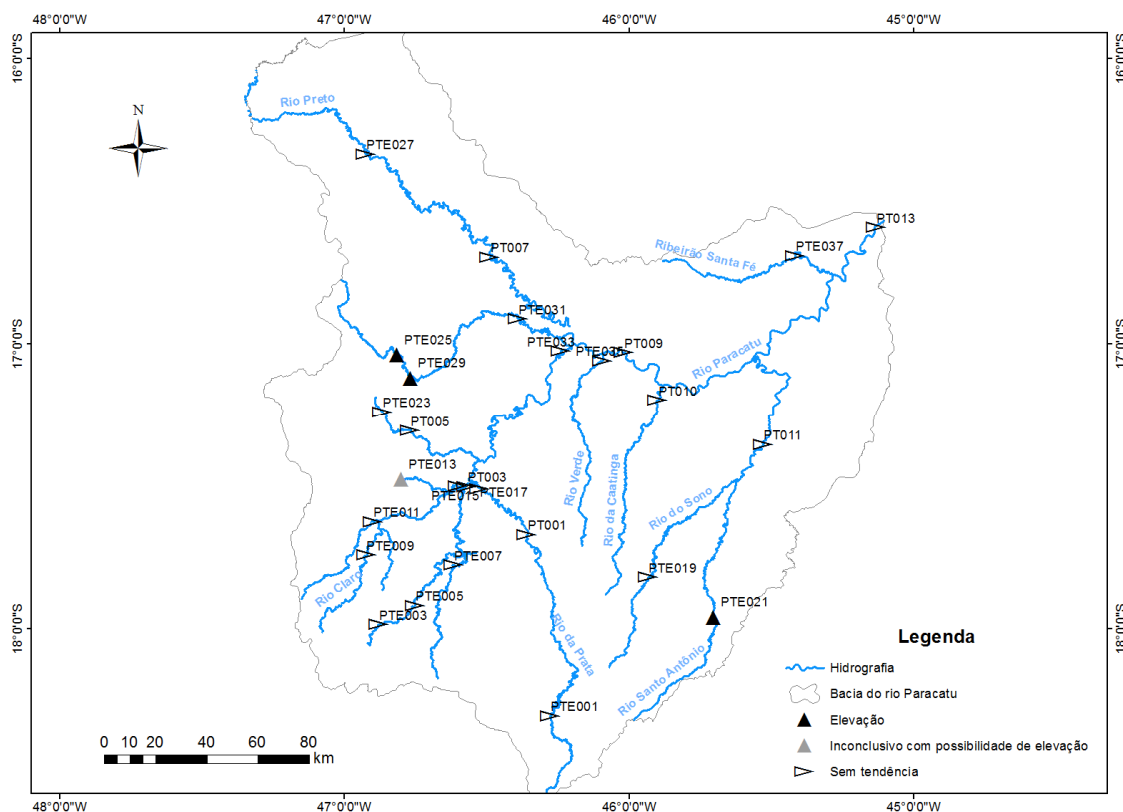 48°0'0"W 47°0'0"W 46°0'0"W 45°0'0"W
16°0'0"S 16°0'0"S
Rio Preto
N
PTE027
PT013
PT007
PTE037
Ribeirão Santa Fé
PTE031
17°0'0"S 17°0'0"S
PTE025
PTE033
PT009
PTE029
Rio Paracatu
PT010
PTE023
PT005
PT011
PTE013
PT003
PTE015
PTE017
Rio Verde
Rio da Caatinga
Rio do Sono
PTE011
PT001
PTE009
PTE007
Rio Claro
PTE019
PTE005
PTE003
PTE021
18°0'0"S 18°0'0"S
Rio da Prata
Rio Santo Antônio
PTE001
Legenda
Hidrografia
Bacia do rio Paracatu
Elevação
Inconclusivo com possibilidade de elevação
Sem tendência
0 10 20 40 60 80
km
48°0'0"W 47°0'0"W 46°0'0"W 45°0'0"W